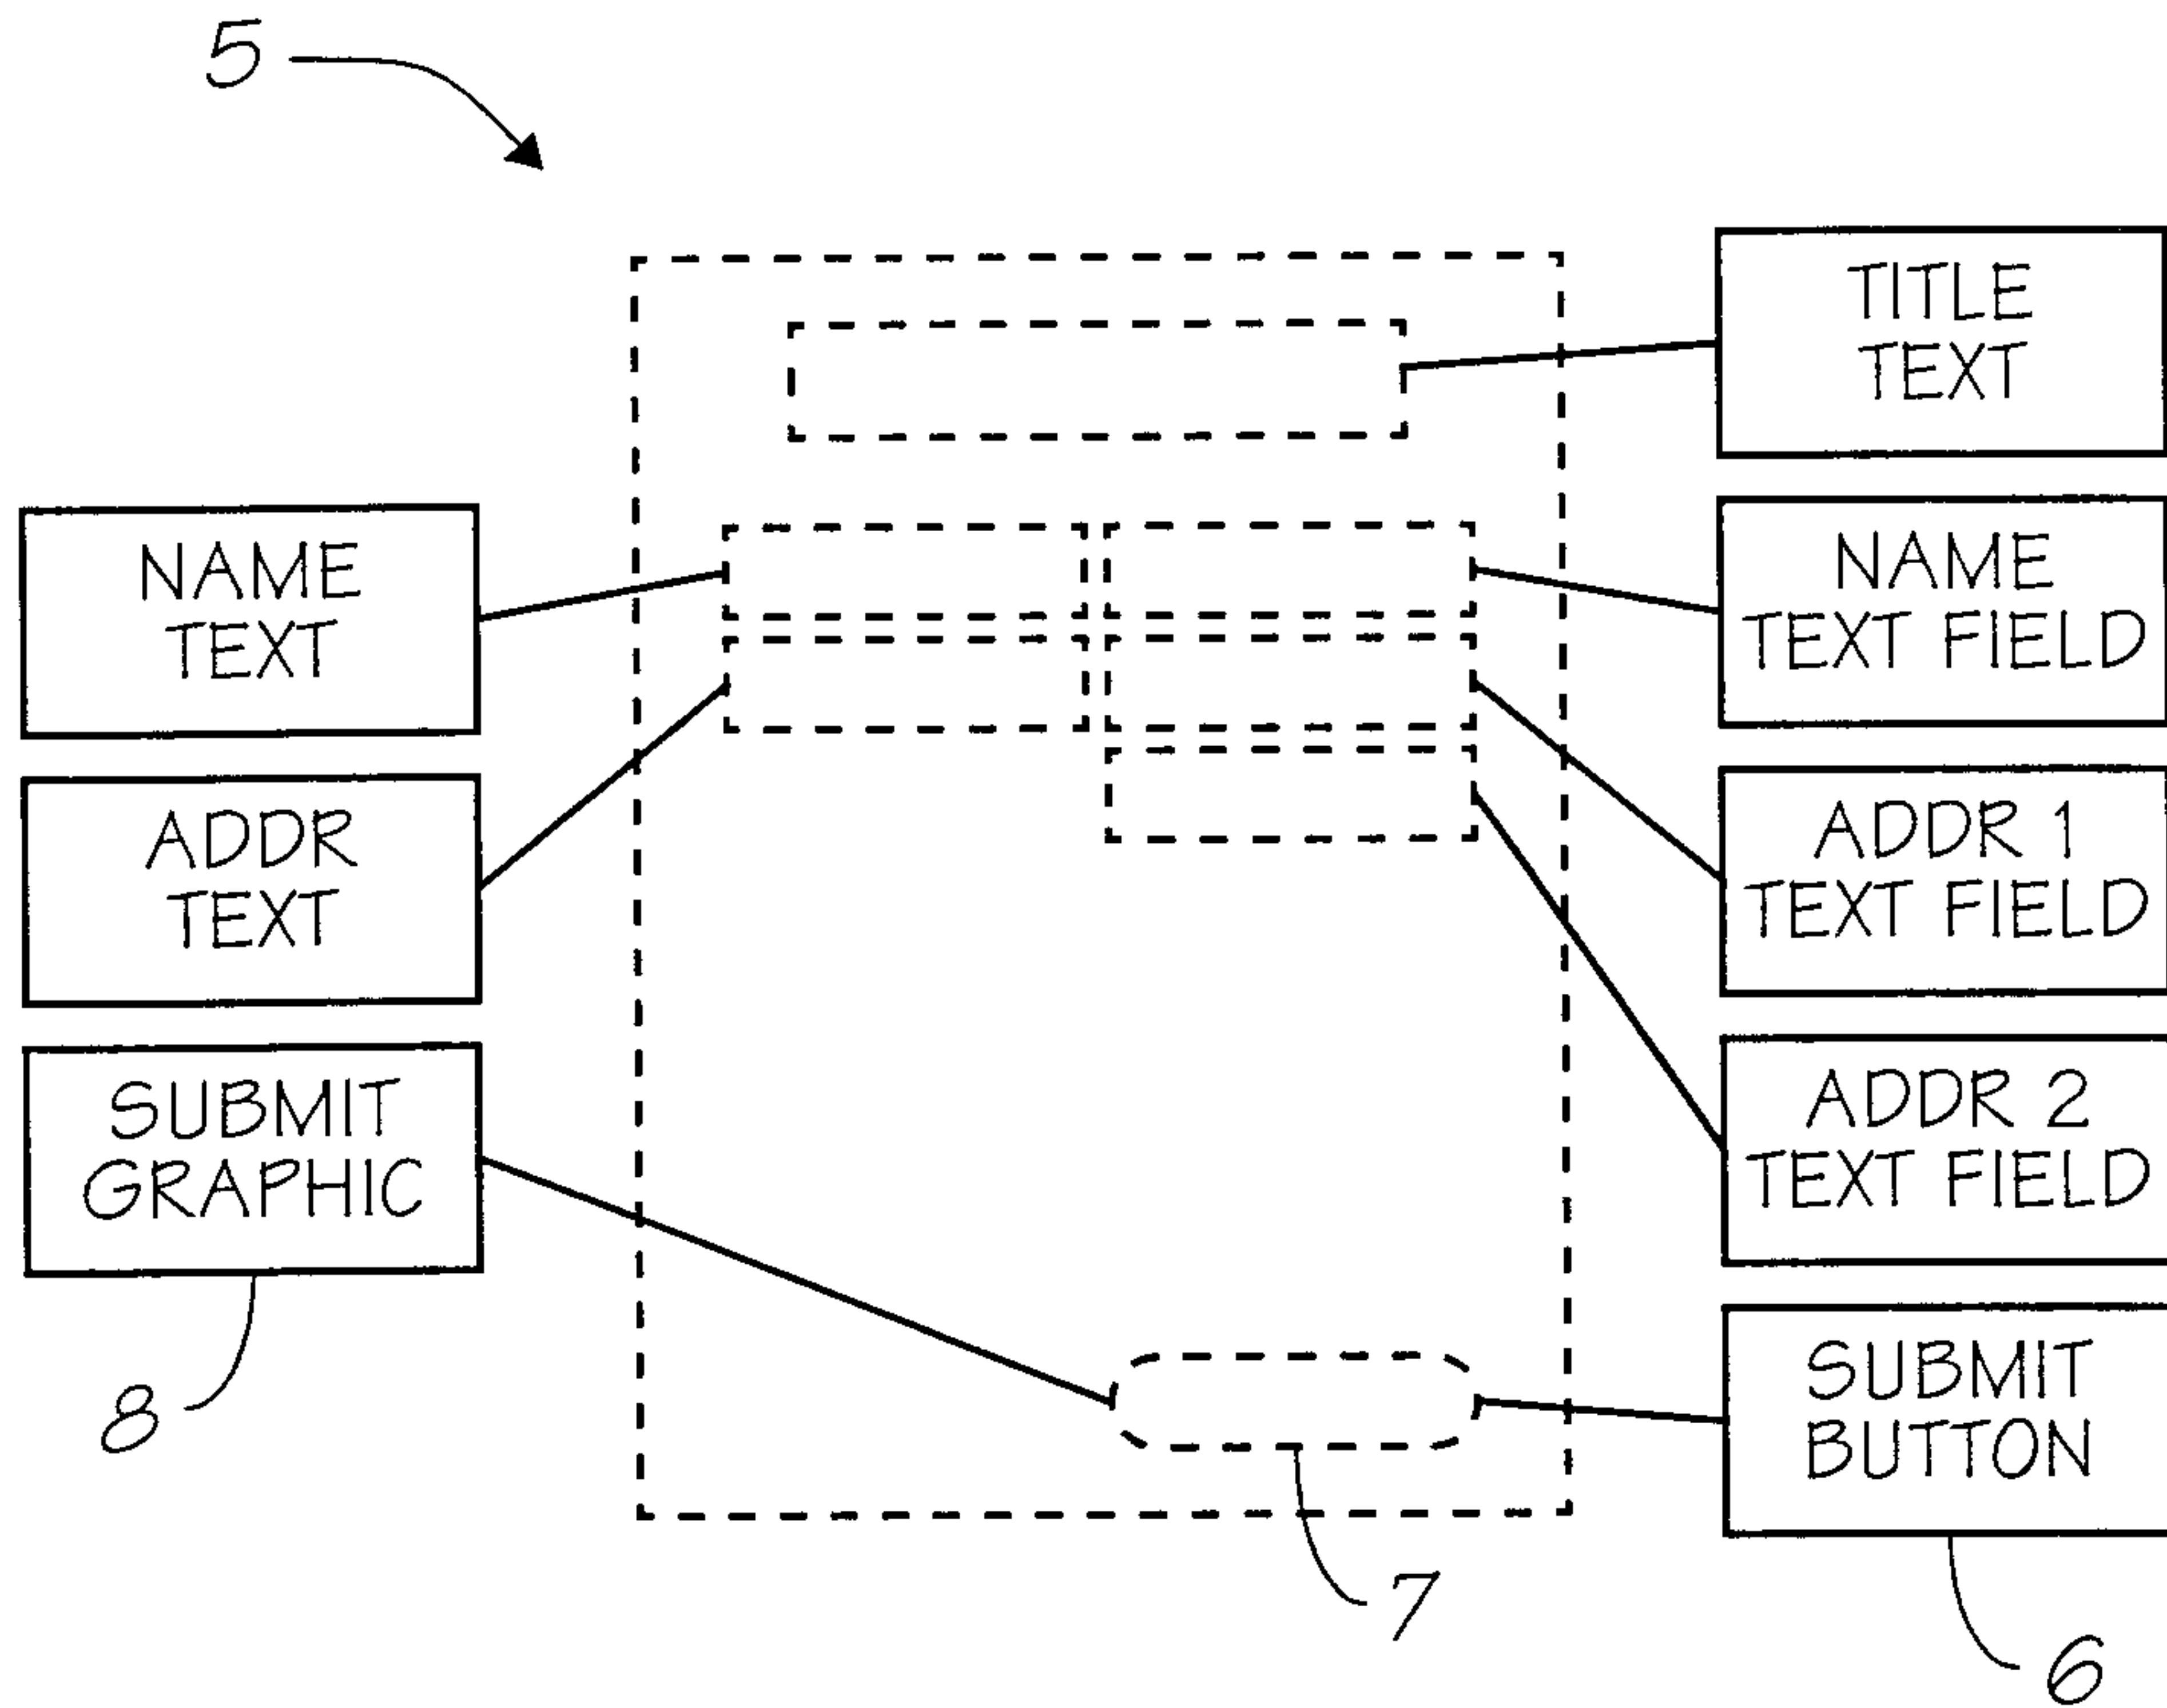 5
TITLE
TEXT
NAME
TEXT
NAME
TEXT FIELD
ADDR
TEXT
ADDR 1
TEXT FIELD
SUBMIT
GRAPHIC
ADDR 2
TEXT FIELD
SUBMIT
BUTTON
8
7
6